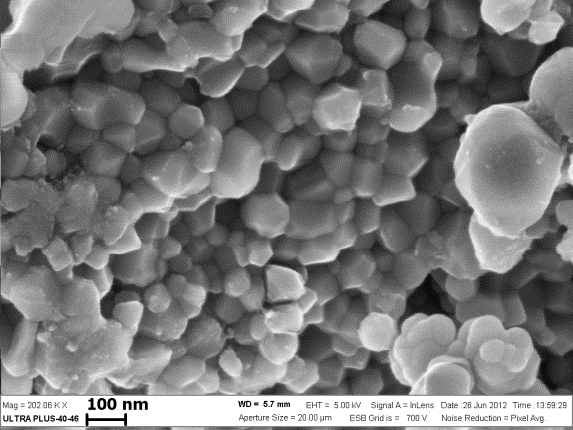 Mag = 202.06 K X 100 nm WD = 5.7 mm EHT = 5.00 kV Signal A = InLens Date :26 Jun 2012 Time :13:59:29
ULTRA PLUS-40-46 Aperture Size = 20.00 µm ESB Grid is = 700 V Noise Reduction = Pixel Avg.